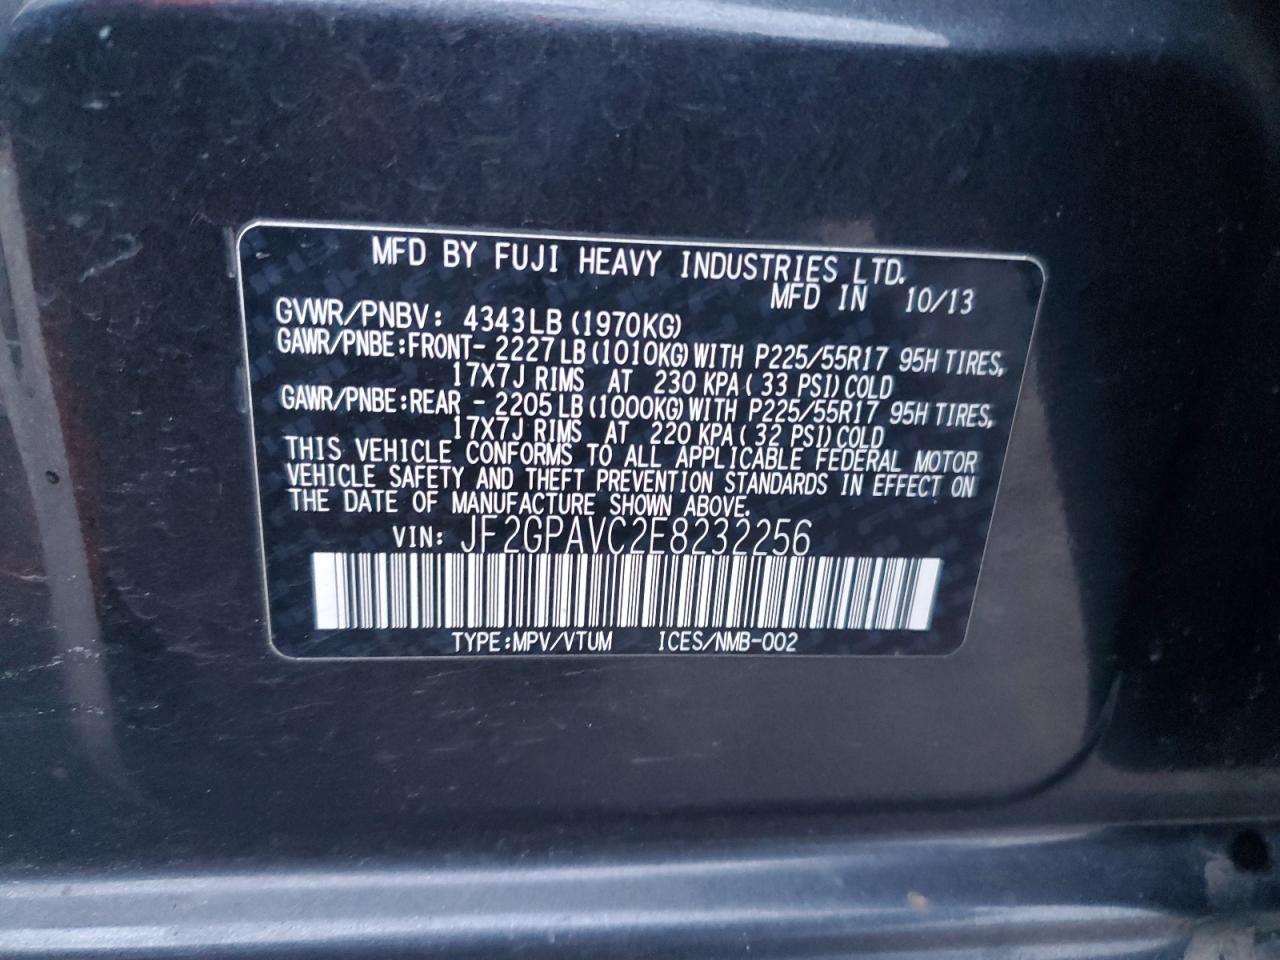 MFD BY FUJI HEAVY INDUSTRIES LTD.
MFD IN 10/13
GVWR/PNBV: 4343LB (1970KG)
GAWR/PNBE:FRONT- 2227LB (1010KG) WITH P225/55R17 95H TIRES,
17X7J RIMS AT 230 KPA ( 33 PSI) COLD
GAWR/PNBE:REAR - 2205LB (1000KG) WITH P225/55R17 95H TIRES,
17X7J RIMS AT 220 KPA ( 32 PSI) COLD
THIS VEHICLE CONFORMS TO ALL APPLICABLE FEDERAL MOTOR
VEHICLE SAFETY AND THEFT PREVENTION STANDARDS IN EFFECT ON
THE DATE OF MANUFACTURE SHOWN ABOVE.
VIN: JF2GPAVC2E8232256
TYPE:MPV/VTUM ICES/NMB-002